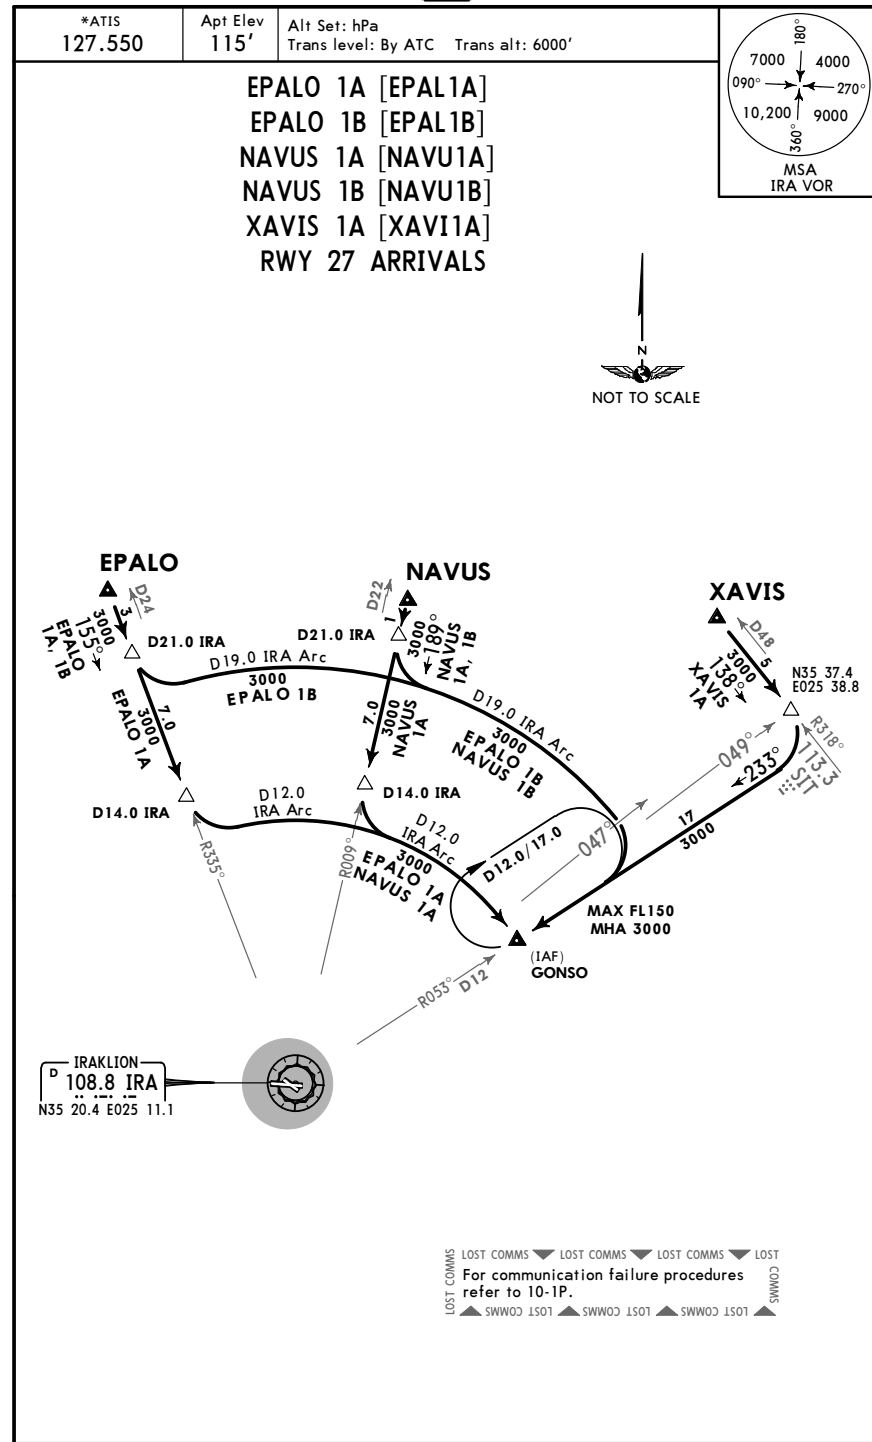 *ATIS
127.550
Apt Elev
115'
Alt Set: hPa
Trans level: By ATC Trans alt: 6000'
180°
7000 4000
090° 270°
10,200 9000
360°
MSA
IRA VOR
EPALO 1A [EPAL1A]
EPALO 1B [EPAL1B]
NAVUS 1A [NAVU1A]
NAVUS 1B [NAVU1B]
XAVIS 1A [XAVI1A]
RWY 27 ARRIVALS
N
NOT TO SCALE
EPALO
D24
3
3000
155°
EPALO
1A, 1B
D21.0 IRA
NAVUS
D22
1
3000
189°
NAVUS
1A, 1B
D21.0 IRA
XAVIS
D48
5
3000
138°
XAVIS
1A
N35 37.4
E025 38.8
R318°
113.3
SIT
D19.0 IRA Arc
3000
EPALO 1B
D19.0 IRA Arc
3000
EPALO 1B
NAVUS 1B
7.0
3000
EPALO 1A
7.0
3000
NAVUS
1A
049°
233°
17
3000
D14.0 IRA
D14.0 IRA
D12.0
IRA Arc
D12.0
IRA Arc
3000
EPALO 1A
NAVUS 1A
R335°
R009°
047°
D12.0/17.0
MAX FL150
MHA 3000
(IAF)
GONSO
R053°
D12
IRAKLION
D
108.8 IRA
N35 20.4 E025 11.1
LOST COMMS LOST COMMS LOST COMMS LOST COMMS LOST
COMMS
For communication failure procedures
refer to 10-1P.
LOST COMMS LOST COMMS LOST COMMS